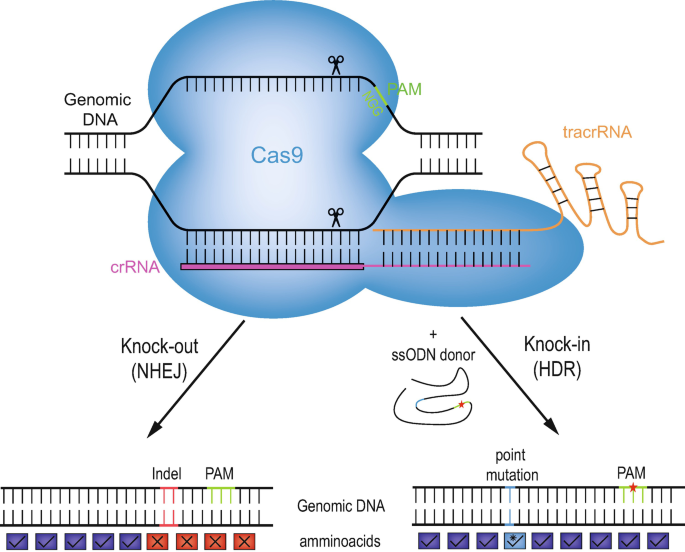 Genomic
DNA
PAM
NGG
Cas9
tracrRNA
crRNA
Knock-out
(NHEJ)
+
ssODN donor
Knock-in
(HDR)
Indel
PAM
point
mutation
PAM
Genomic DNA
amminoacids
*